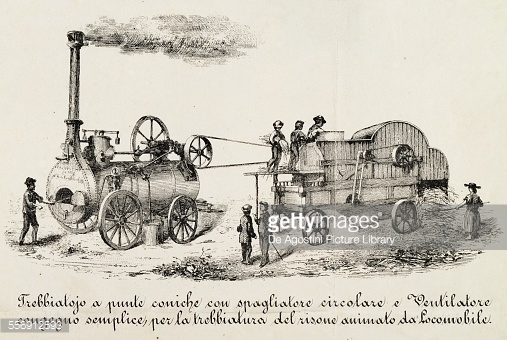 gettyimages®
De Agostini Picture Library
Trebbiatojo a punte coniche con spagliatore circolare e Ventilatore
congegno semplice, per la trebbiatura del risone animato da Locomobile.
556912593